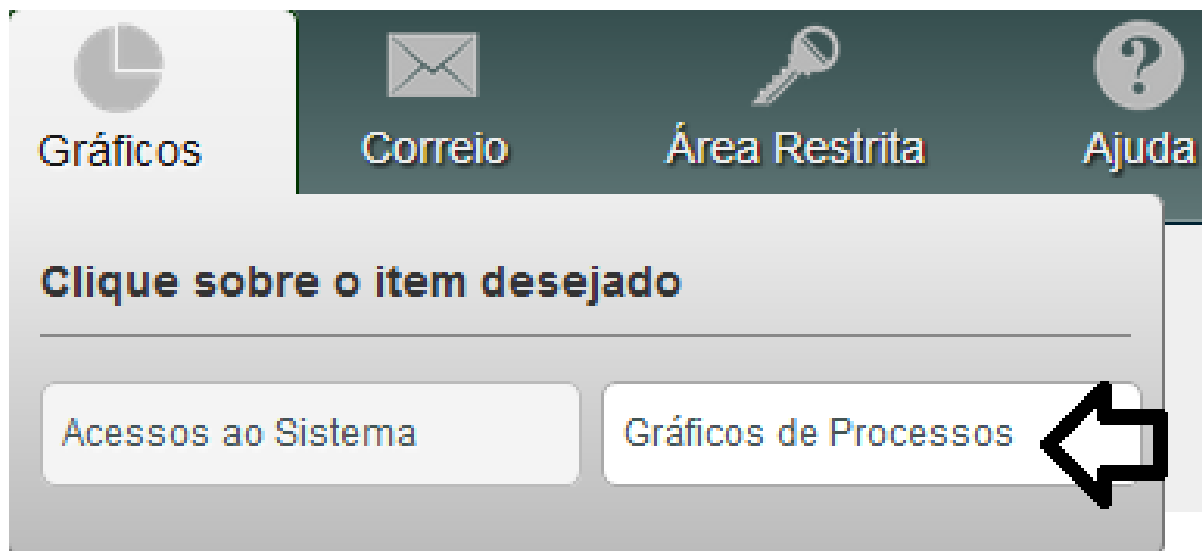 Gráficos
Correio
Área Restrita
Ajuda
Clique sobre o item desejado
Acessos ao Sistema
Gráficos de Processos